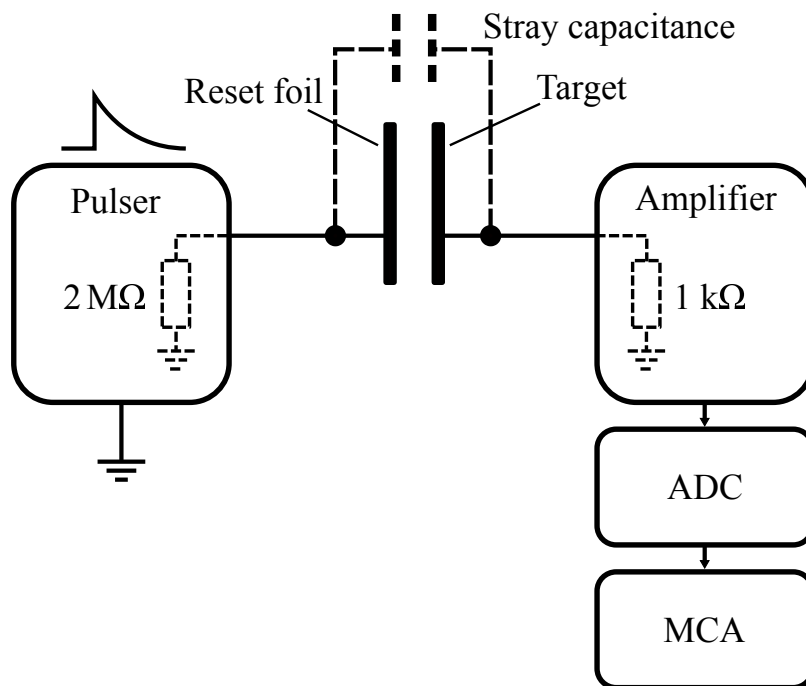 Stray capacitance
Reset foil
Target
Pulser
Amplifier
2 MΩ
1 kΩ
ADC
MCA